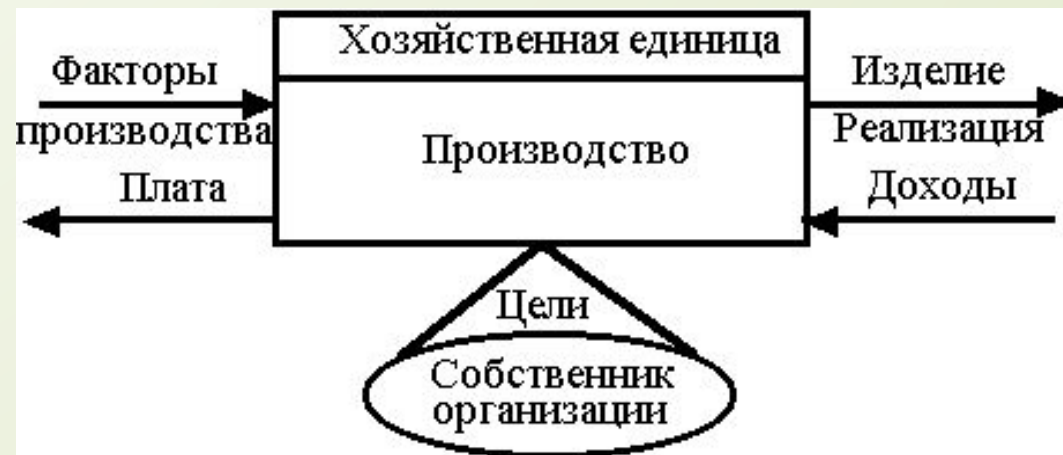 Хозяйственная единица
Факторы
производства
Плата
Производство
Изделие
Реализация
Доходы
Цели
Собственник
организации